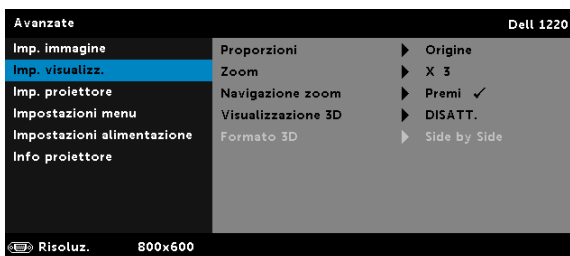 Avanzate Dell 1220
Imp. immagine
Imp. visualizz.
Imp. proiettore
Impostazioni menu
Impostazioni alimentazione
Info proiettore
Proporzioni Origine
Zoom X 3
Navigazione zoom Premi ✓
Visualizzazione 3D DISATT.
Formato 3D Side by Side
Risoluz. 800x600